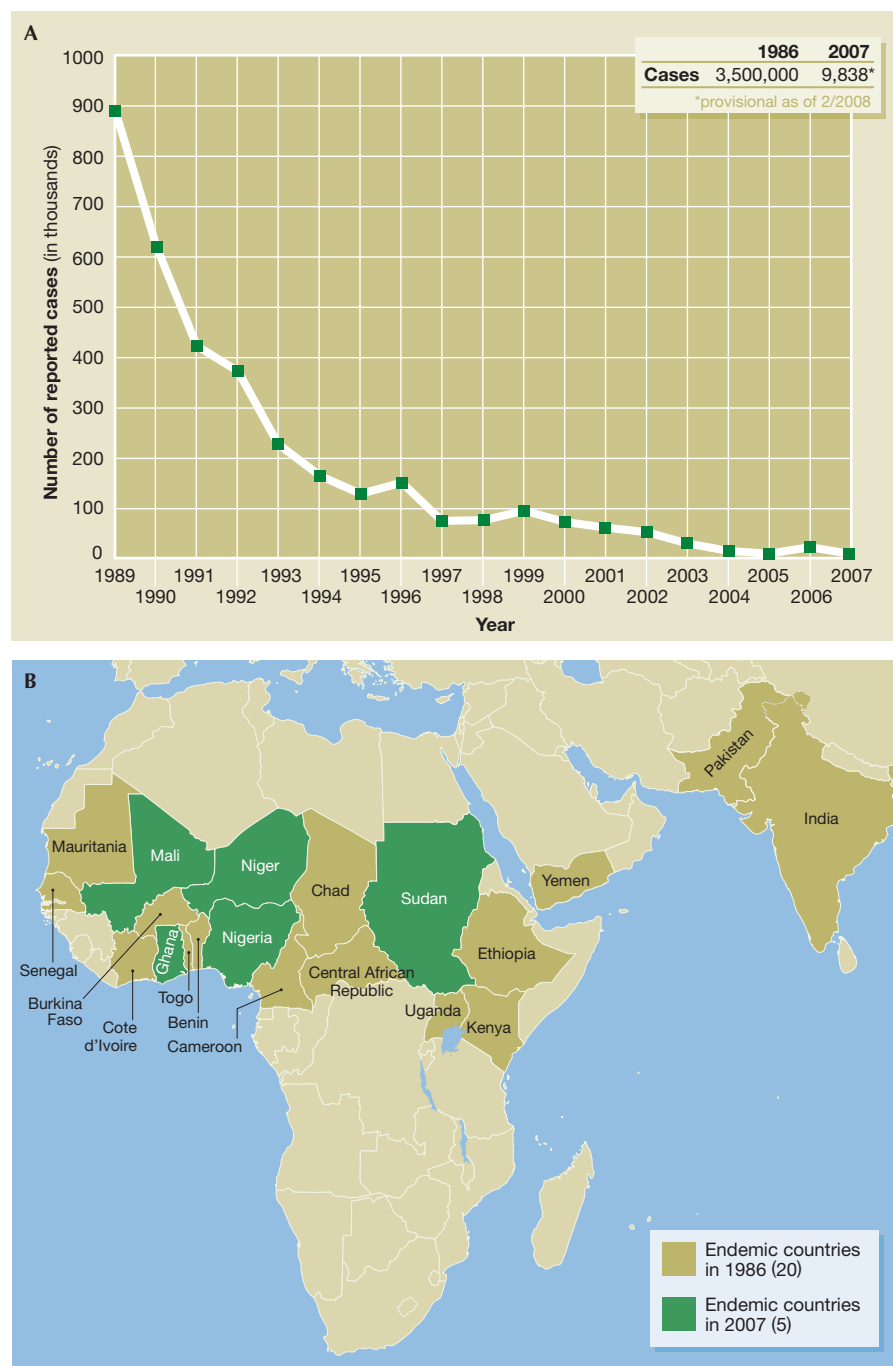 A
1986 2007
Cases 3,500,000 9,838*
*provisional as of 2/2008
Number of reported cases (in thousands)
1000
900
800
700
600
500
400
300
200
100
0
1989 1991 1993 1995 1997 1999 2001 2003 2005 2007
1990 1992 1994 1996 1998 2000 2002 2004 2006
Year
B
Mauritania
Mali
Niger
Chad
Sudan
Nigeria
Ghana
Senegal
Burkina
Faso
Cote
d’Ivoire
Togo
Benin
Cameroon
Central African
Republic
Ethiopia
Uganda
Kenya
Yemen
Pakistan
India
Endemic countries
in 1986 (20)
Endemic countries
in 2007 (5)